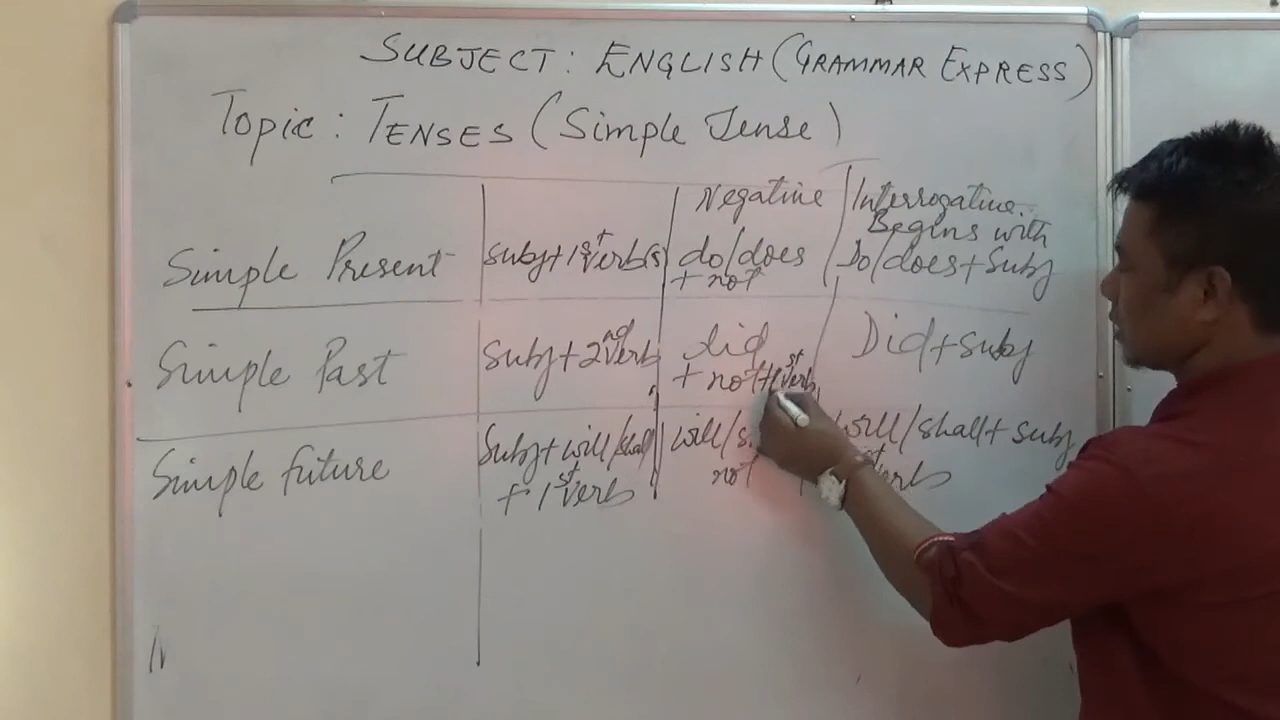 SUBJECT: ENGLISH (GRAMMAR EXPRESS)
Topic: TENSES (Simple Tense)
Negative
Interrogative.
Begins with
Simple Present
Subj + 1st verb(s)
do/does
+ not
Do/does + Subj
Simple Past
Subj + 2nd verb
did
+ not + 1st verb
Did + Subj
Simple future
Subj + will/shall
+ 1st verb
will/
not
will/shall + Subj